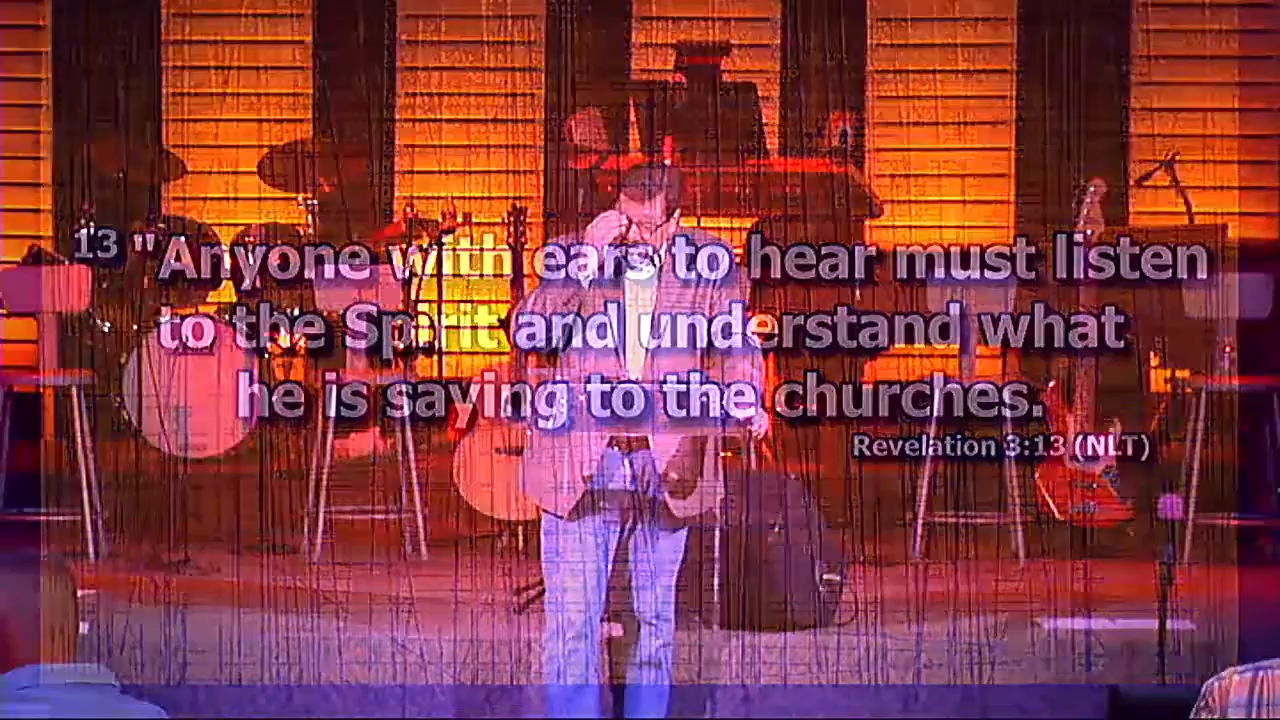 13 "Anyone with ears to hear must listen
to the Spirit and understand what
he is saying to the churches.
Revelation 3:13 (NLT)